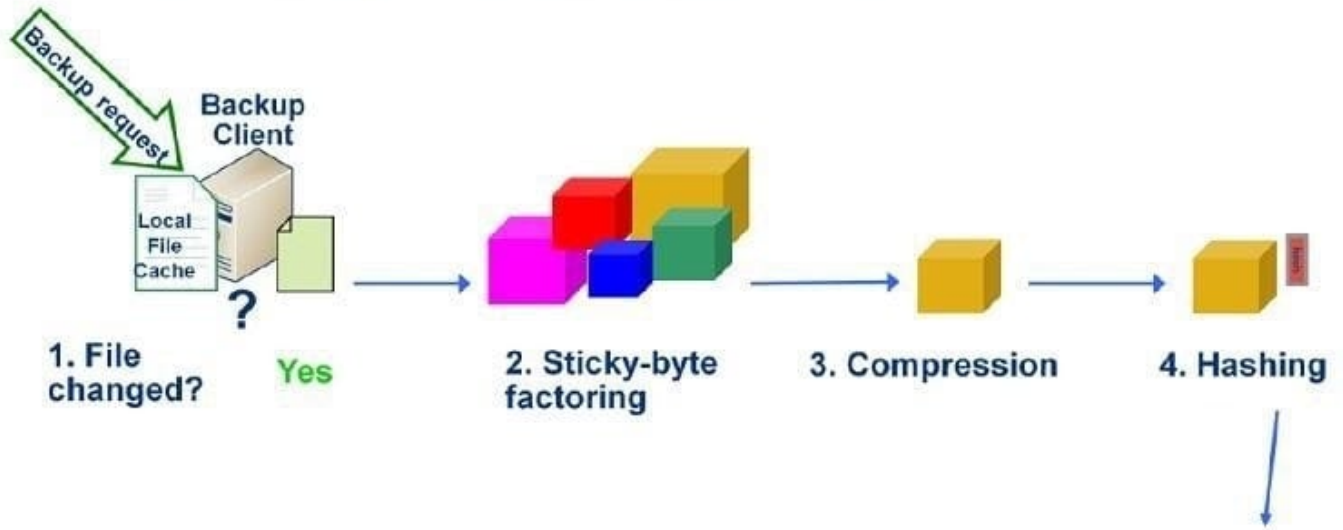 Backup request
Backup
Client
Local
File
Cache
?
1. File
changed?
Yes
2. Sticky-byte
factoring
3. Compression
4. Hashing